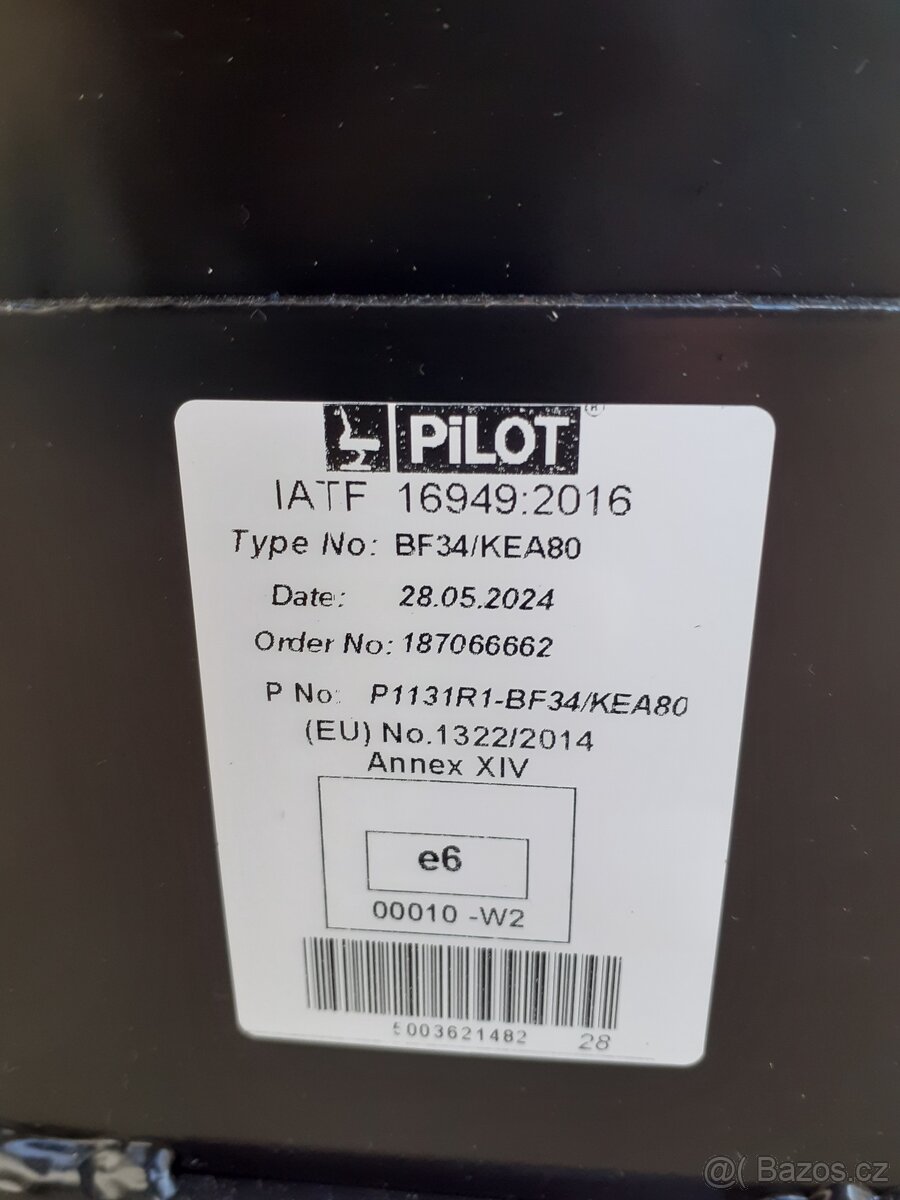 PiLOT ®
IATF 16949:2016
Type No: BF34/KEA80
Date: 28.05.2024
Order No: 187066662
P No: P1131R1-BF34/KEA80
(EU) No.1322/2014
Annex XIV
e6
00010 -W2
5003621482 28
@( Bazos.cz